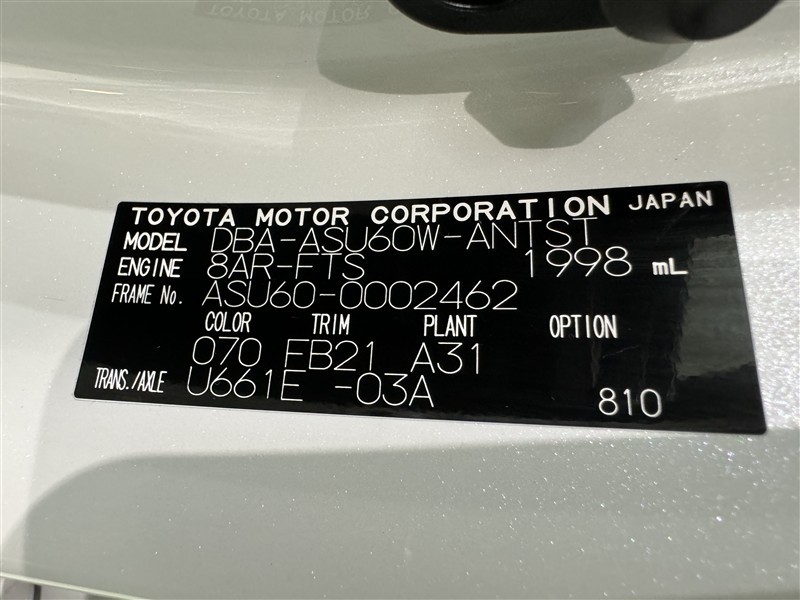 TOYOTA MOTOR CORPORATION JAPAN
MODEL DBA-ASU60W-ANTST
ENGINE 8AR-FTS 1998 mL
FRAME No. ASU60-0002462
COLOR TRIM PLANT OPTION
070 FB21 A31
TRANS./AXLE U661E -03A
810